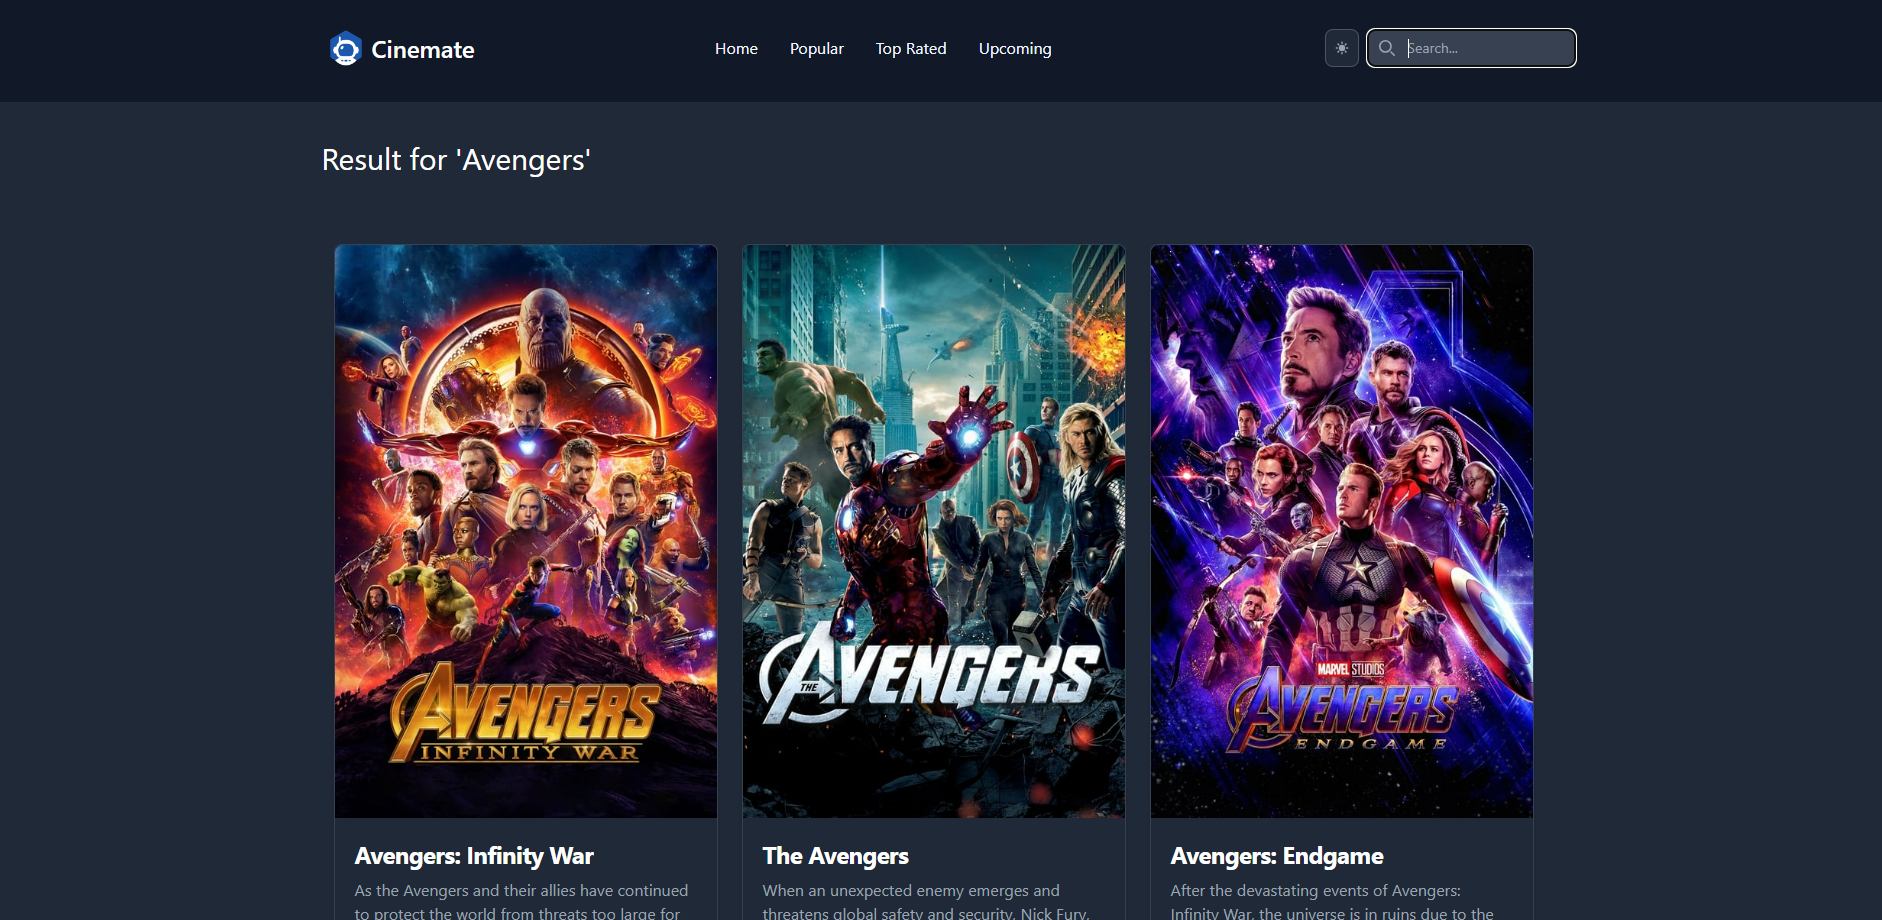 Cinemate
Home
Popular
Top Rated
Upcoming
Search...
Result for 'Avengers'
AVENGERS
INFINITY WAR
THE AVENGERS
MARVEL STUDIOS
AVENGERS
ENDGAME
Avengers: Infinity War
As the Avengers and their allies have continued
to protect the world from threats too large for
The Avengers
When an unexpected enemy emerges and
threatens global safety and security, Nick Fury,
Avengers: Endgame
After the devastating events of Avengers:
Infinity War, the universe is in ruins due to the